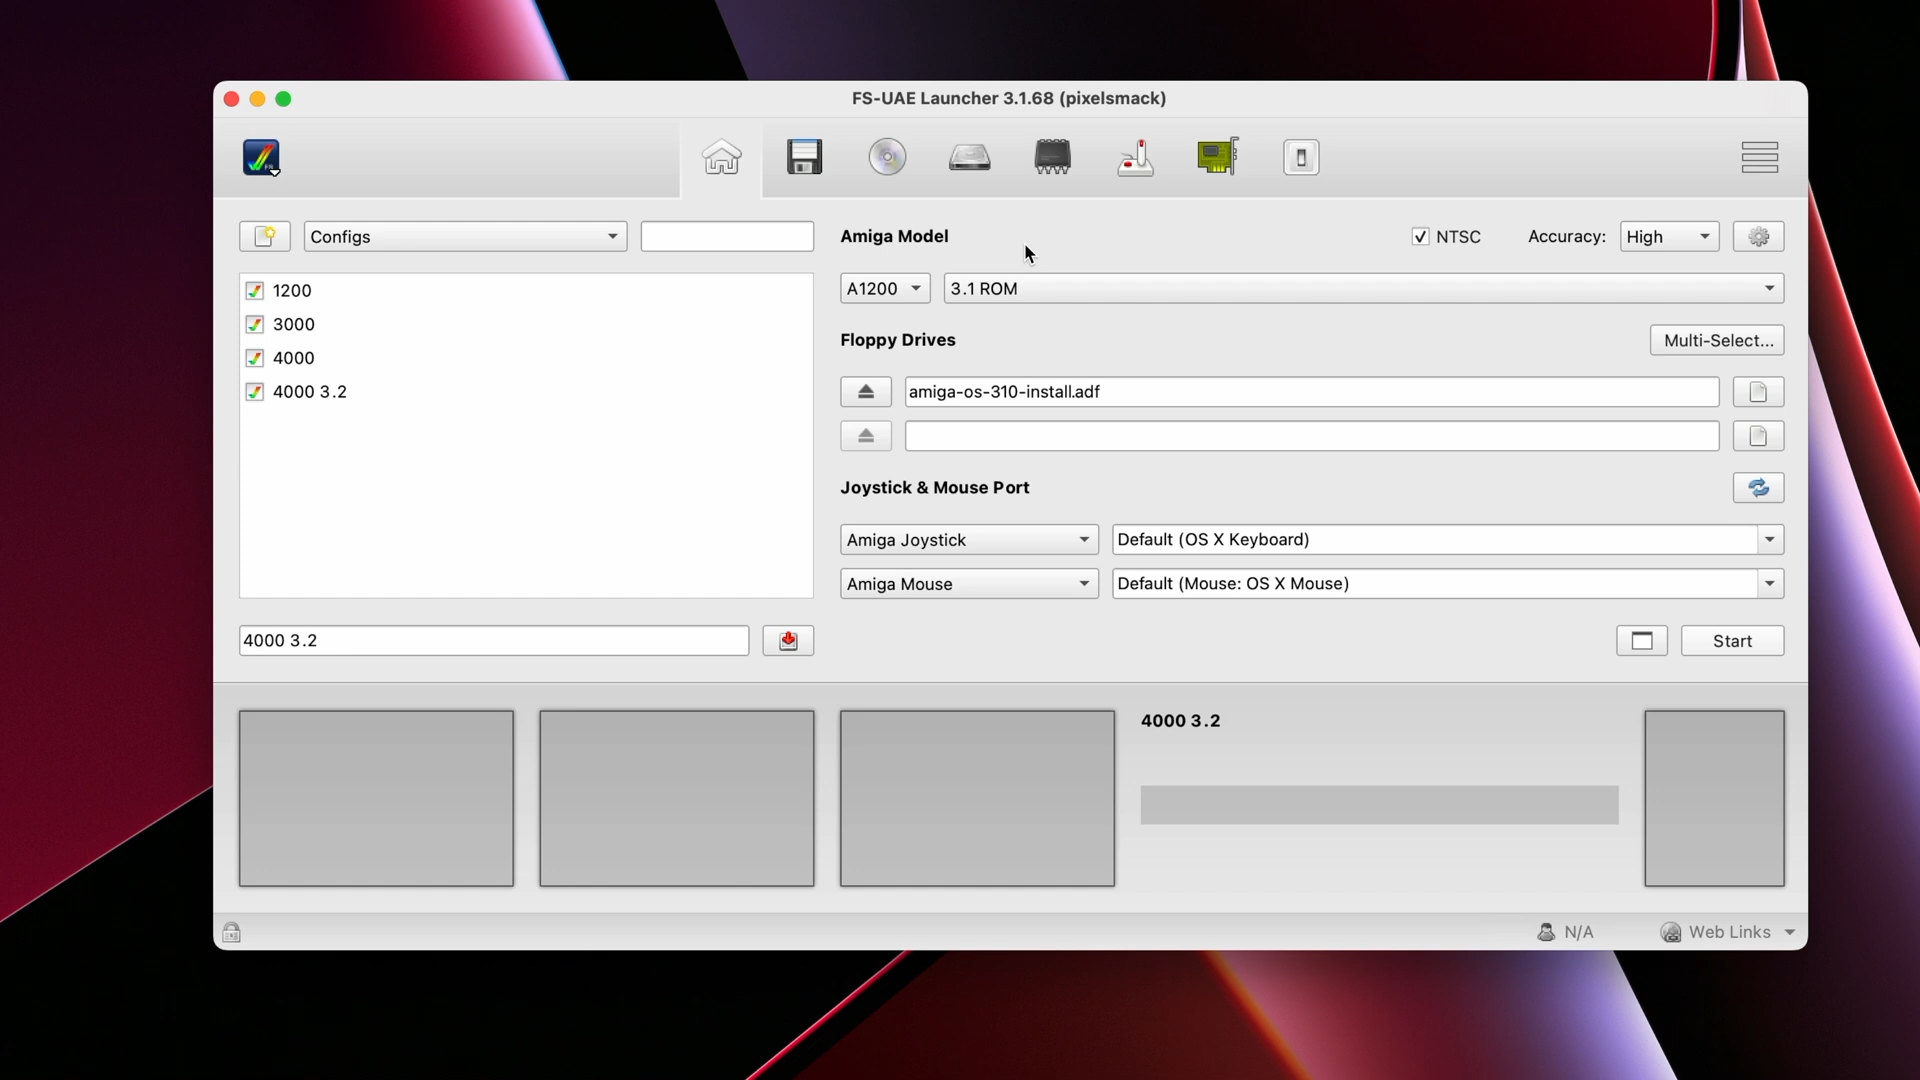 FS-UAE Launcher 3.1.68 (pixelsmack)
Configs
1200
3000
4000
4000 3.2
4000 3.2
Amiga Model
NTSC
Accuracy:
High
A1200
3.1 ROM
Floppy Drives
Multi-Select...
amiga-os-310-install.adf
Joystick & Mouse Port
Amiga Joystick
Default (OS X Keyboard)
Amiga Mouse
Default (Mouse: OS X Mouse)
Start
4000 3.2
N/A
Web Links